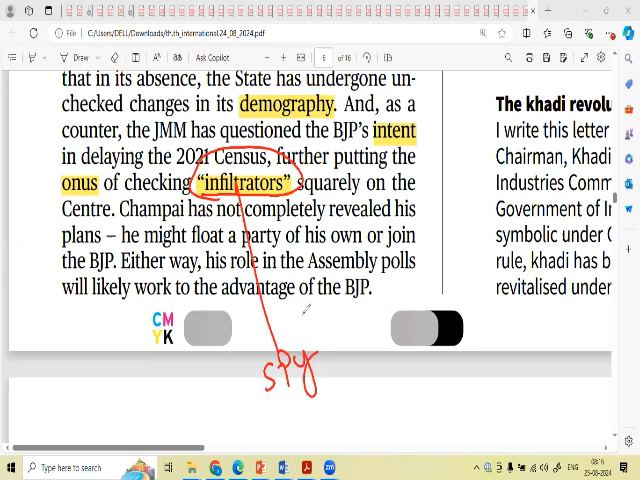 File
C:/Users/DELL/Downloads/th.th_international24_08_2024.pdf
Draw
Ask Copilot
6 of 16
that in its absence, the State has undergone un-
checked changes in its demography. And, as a
counter, the JMM has questioned the BJP’s intent
in delaying the 2021 Census, further putting the
onus of checking “infiltrators” squarely on the
Centre. Champai has not completely revealed his
plans – he might float a party of his own or join
the BJP. Either way, his role in the Assembly polls
will likely work to the advantage of the BJP.
The khadi revolu
I write this letter
Chairman, Khadi
Industries Comm
Government of In
symbolic under C
rule, khadi has b
revitalised under
CM
YK
spy
Type here to search
ENG
08:16
25-08-2024